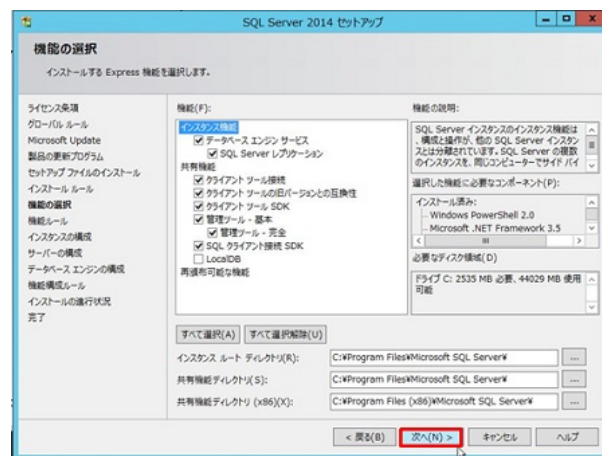 SQL Server 2014 セットアップ
機能の選択
インストールする Express 機能を選択します。
ライセンス条項
グローバル ルール
Microsoft Update
製品の更新プログラム
セットアップ ファイルのインストール
インストール ルール
機能の選択
機能ルール
インスタンスの構成
サーバーの構成
データベース エンジンの構成
機能構成ルール
インストールの進行状況
完了
機能(F):
インスタンス機能
データベース エンジン サービス
SQL Server レプリケーション
共有機能
クライアント ツール接続
クライアント ツールの旧バージョンとの互換性
クライアント ツール SDK
管理ツール - 基本
管理ツール - 完全
SQL クライアント接続 SDK
LocalDB
再頒布可能な機能
機能の説明:
SQL Server インスタンスのインスタンス機能は
、構成と操作が、他の SQL Server インスタン
スとは分離されています。SQL Server の複数
のインスタンスを、同じコンピューターでサイド バイ
選択した機能に必要なコンポーネント(P):
インストール済み:
Windows PowerShell 2.0
Microsoft .NET Framework 3.5
必要なディスク領域(D)
ドライブ C: 2535 MB 必要、44029 MB 使用
可能
すべて選択(A)
すべて選択解除(U)
インスタンス ルート ディレクトリ(R):
C:¥Program Files¥Microsoft SQL Server¥
...
共有機能ディレクトリ(S):
C:¥Program Files¥Microsoft SQL Server¥
...
共有機能ディレクトリ (x86)(X):
C:¥Program Files (x86)¥Microsoft SQL Server¥
...
< 戻る(B)
次へ(N) >
キャンセル
ヘルプ